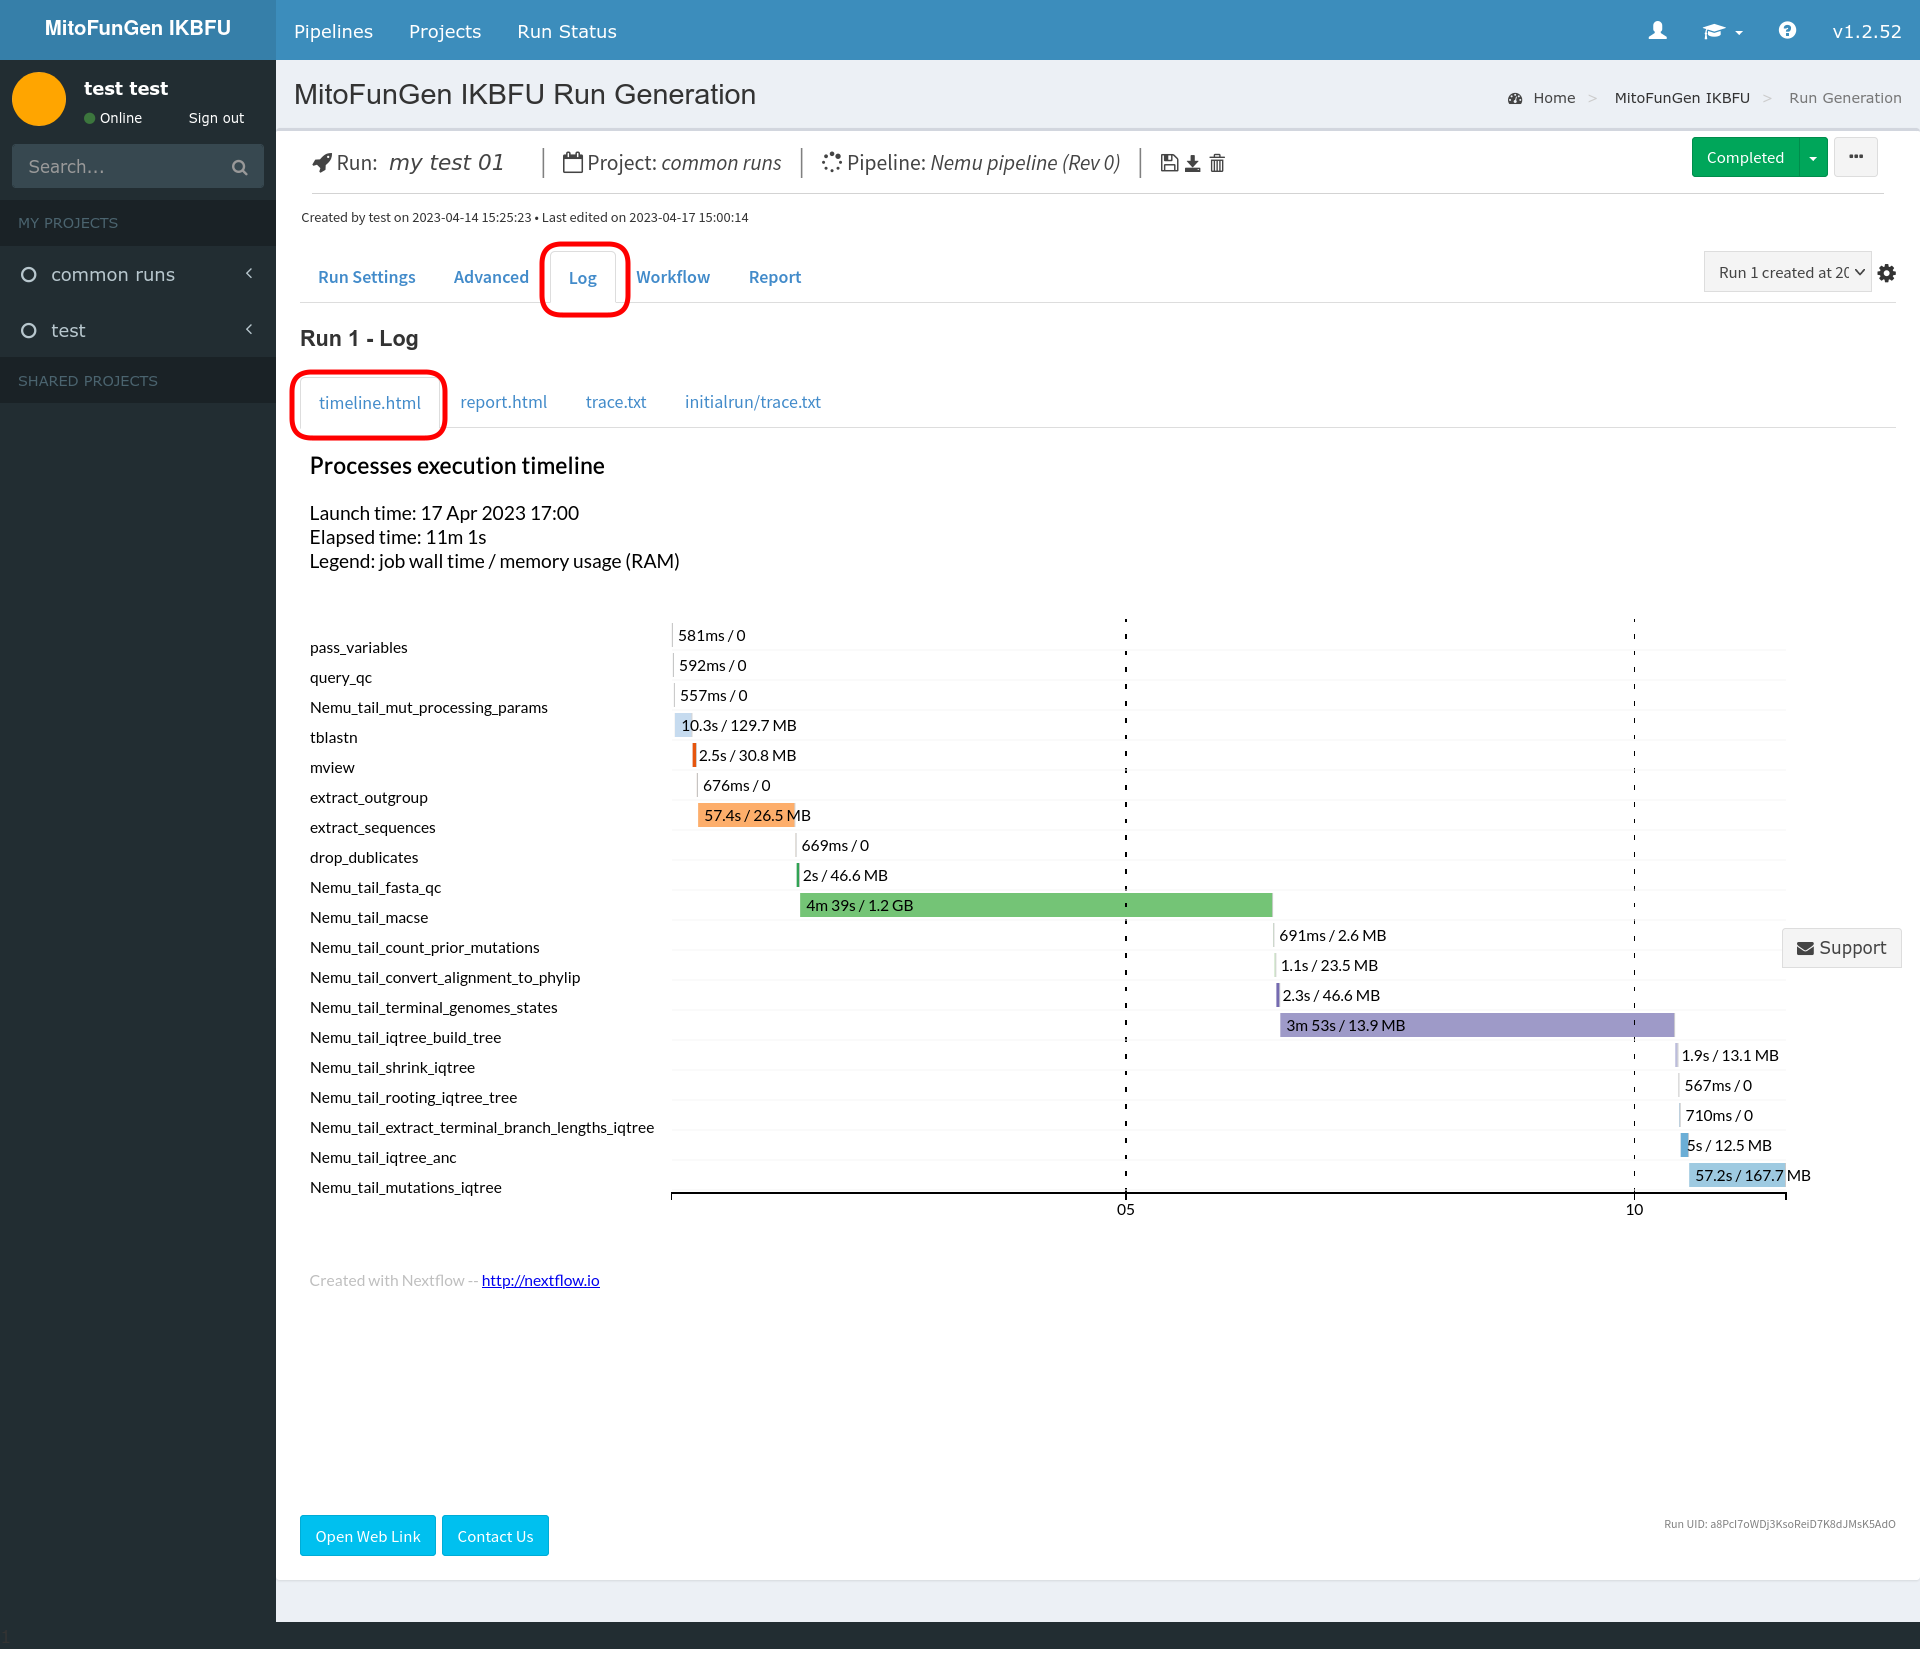 MitoFunGen IKBFU
Pipelines Projects Run Status v1.2.52
test test
Online Sign out
Search...
MY PROJECTS
common runs
test
SHARED PROJECTS
MitoFunGen IKBFU Run Generation
Home > MitoFunGen IKBFU > Run Generation
Run: my test 01 | Project: common runs | Pipeline: Nemu pipeline (Rev 0) |
Completed
Created by test on 2023-04-14 15:25:23 • Last edited on 2023-04-17 15:00:14
Run Settings Advanced Log Workflow Report
Run 1 created at 20
Run 1 - Log
timeline.html report.html trace.txt initialrun/trace.txt
Processes execution timeline
Launch time: 17 Apr 2023 17:00
Elapsed time: 11m 1s
Legend: job wall time / memory usage (RAM)
pass_variables 581ms / 0
query_qc 592ms / 0
Nemu_tail_mut_processing_params 557ms / 0
tblastn 10.3s / 129.7 MB
mview 2.5s / 30.8 MB
extract_outgroup 676ms / 0
extract_sequences 57.4s / 26.5 MB
drop_dublicates 669ms / 0
Nemu_tail_fasta_qc 2s / 46.6 MB
Nemu_tail_macse 4m 39s / 1.2 GB
Nemu_tail_count_prior_mutations 691ms / 2.6 MB
Nemu_tail_convert_alignment_to_phylip 1.1s / 23.5 MB
Nemu_tail_terminal_genomes_states 2.3s / 46.6 MB
Nemu_tail_iqtree_build_tree 3m 53s / 13.9 MB
Nemu_tail_shrink_iqtree 1.9s / 13.1 MB
Nemu_tail_rooting_iqtree_tree 567ms / 0
Nemu_tail_extract_terminal_branch_lengths_iqtree 710ms / 0
Nemu_tail_iqtree_anc 5s / 12.5 MB
Nemu_tail_mutations_iqtree 57.2s / 167.7 MB
05 10
Support
Created with Nextflow -- http://nextflow.io
Open Web Link Contact Us
Run UID: a8PcI7oWDj3KsoReiD7K8dJMsK5AdO
1